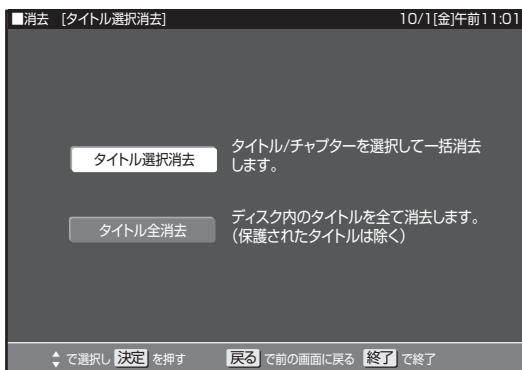 ■消去 [タイトル選択消去] 10/1[金]午前11:01
タイトル選択消去
タイトル/チャプターを選択して一括消去
します。
タイトル全消去
ディスク内のタイトルを全て消去します。
(保護されたタイトルは除く)
で選択し 決定 を押す 戻る で前の画面に戻る 終了 で終了